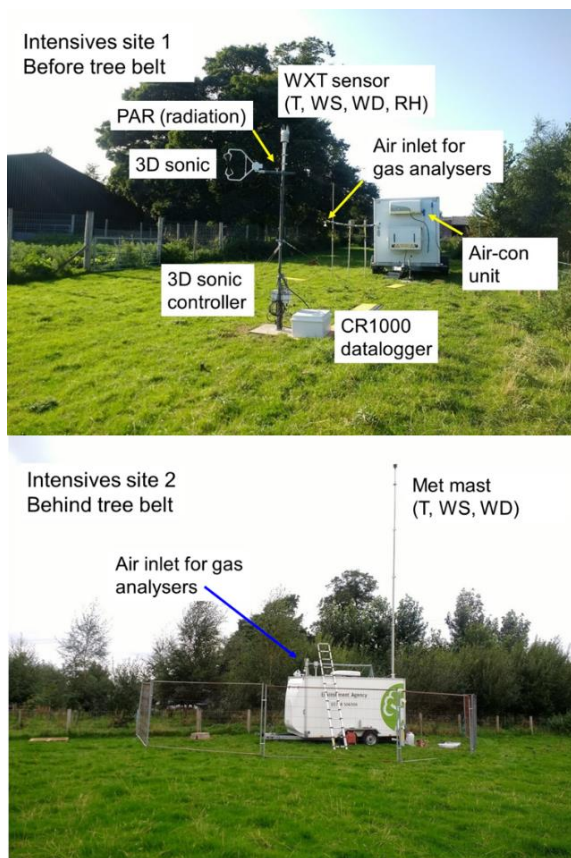 Intensives site 1
Before tree belt
WXT sensor
(T, WS, WD, RH)
PAR (radiation)
3D sonic
Air inlet for
gas analysers
Air-con
unit
3D sonic
controller
CR1000
datalogger
Intensives site 2
Behind tree belt
Met mast
(T, WS, WD)
Air inlet for gas
analysers
Agency